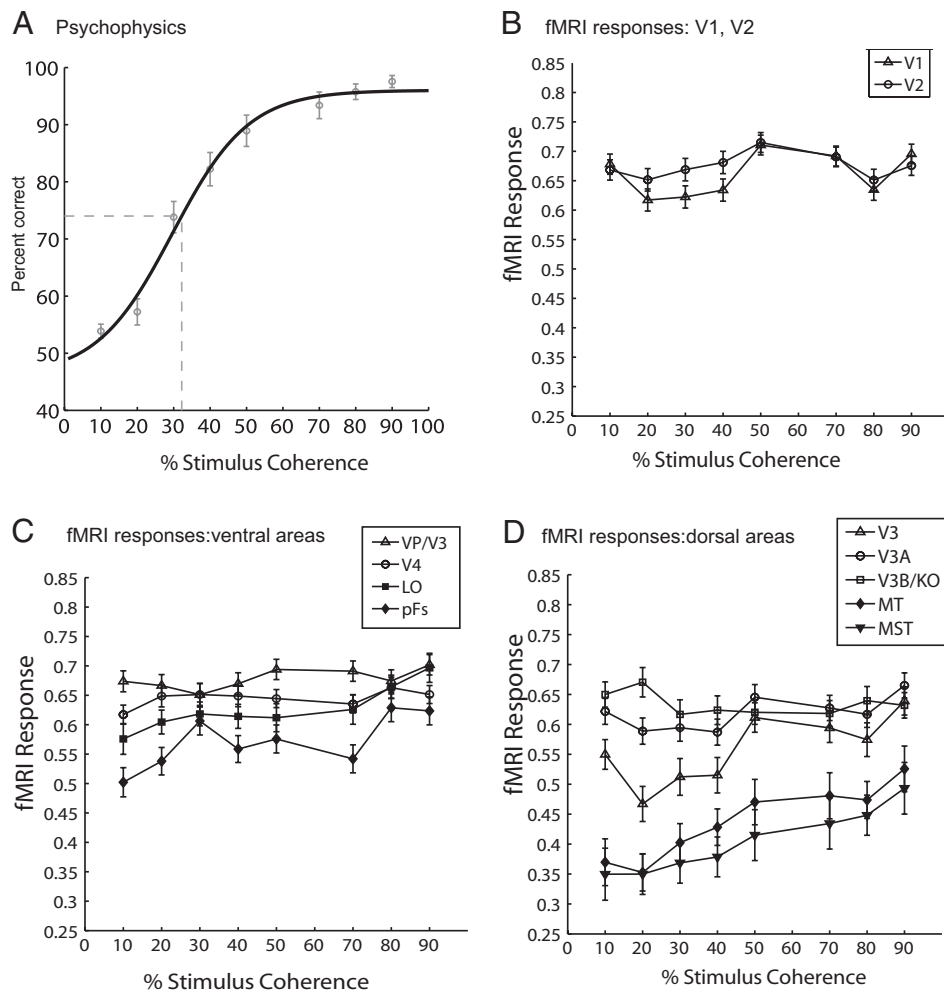 A Psychophysics
100
90
80
70
60
50
40
Percent correct
0 10 20 30 40 50 60 70 80 90 100
% Stimulus Coherence
B fMRI responses: V1, V2
V1
V2
0.85
0.8
0.75
0.7
0.65
0.6
0.55
0.5
0.45
0.4
0.35
0.3
0.25
fMRI Response
0 10 20 30 40 50 60 70 80 90
% Stimulus Coherence
C fMRI responses:ventral areas
VP/V3
V4
LO
pFs
0.85
0.8
0.75
0.7
0.65
0.6
0.55
0.5
0.45
0.4
0.35
0.3
0.25
fMRI Response
0 10 20 30 40 50 60 70 80 90
% Stimulus Coherence
D fMRI responses:dorsal areas
V3
V3A
V3B/KO
MT
MST
0.85
0.8
0.75
0.7
0.65
0.6
0.55
0.5
0.45
0.4
0.35
0.3
0.25
fMRI Response
0 10 20 30 40 50 60 70 80 90
% Stimulus Coherence